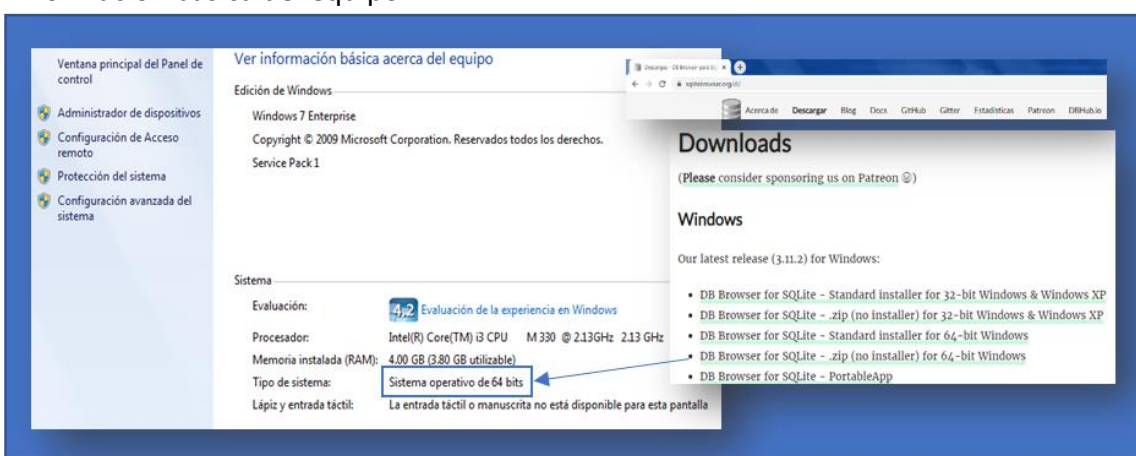 Ventana principal del Panel de
control
Administrador de dispositivos
Configuración de Acceso
remoto
Protección del sistema
Configuración avanzada del
sistema
Ver información básica acerca del equipo
Edición de Windows
Windows 7 Enterprise
Copyright © 2009 Microsoft Corporation. Reservados todos los derechos.
Service Pack 1
Sistema
Evaluación: 4,2 Evaluación de la experiencia en Windows
Procesador: Intel(R) Core(TM) i3 CPU M 330 @ 2.13GHz 2.13 GHz
Memoria instalada (RAM): 4.00 GB (3.80 GB utilizable)
Tipo de sistema: Sistema operativo de 64 bits
Lápiz y entrada táctil: La entrada táctil o manuscrita no está disponible para esta pantalla
sqlitebrowser.org/dl/
Acerca de Descargar Blog Docs GitHub Gitter Estadísticas Patreon DBHub.io
Downloads
(Please consider sponsoring us on Patreon 😉)
Windows
Our latest release (3.11.2) for Windows:
• DB Browser for SQLite - Standard installer for 32-bit Windows & Windows XP
• DB Browser for SQLite - .zip (no installer) for 32-bit Windows & Windows XP
• DB Browser for SQLite - Standard installer for 64-bit Windows
• DB Browser for SQLite - .zip (no installer) for 64-bit Windows
• DB Browser for SQLite - PortableApp